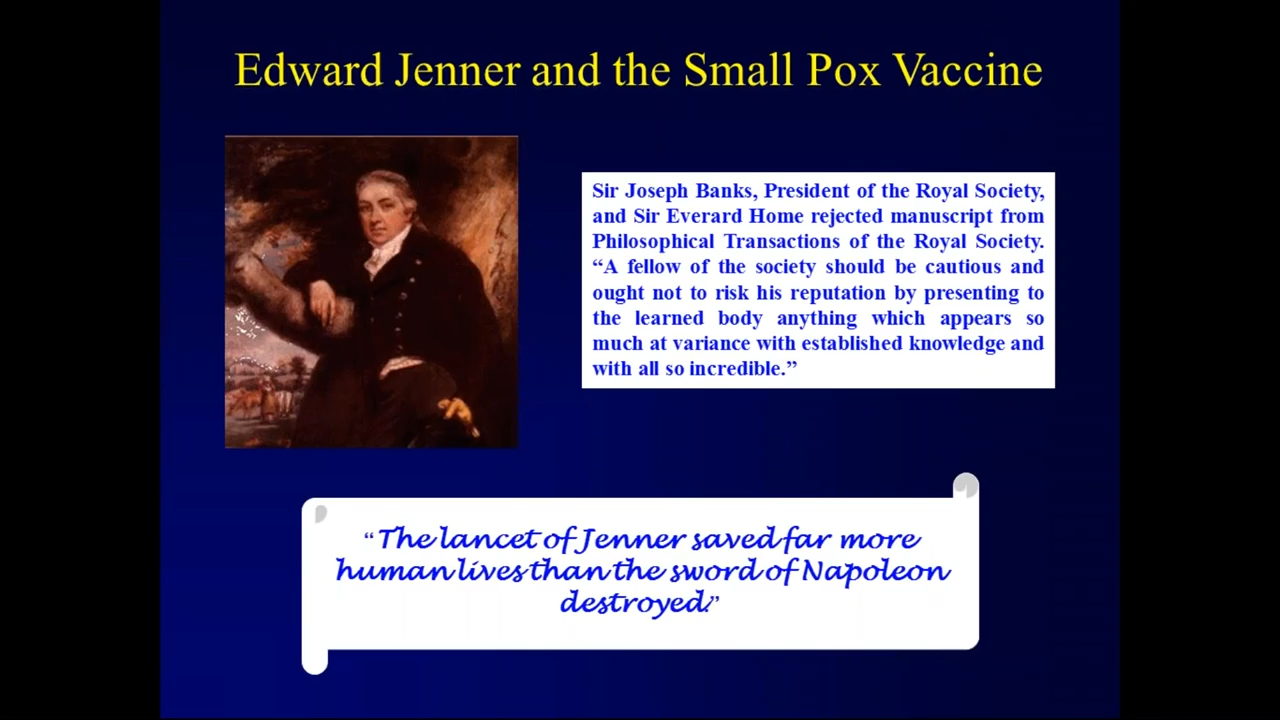 Edward Jenner and the Small Pox Vaccine
Sir Joseph Banks, President of the Royal Society,
and Sir Everard Home rejected manuscript from
Philosophical Transactions of the Royal Society.
“A fellow of the society should be cautious and
ought not to risk his reputation by presenting to
the learned body anything which appears so
much at variance with established knowledge and
with all so incredible.”
“The lancet of Jenner saved far more
human lives than the sword of Napoleon
destroyed.”